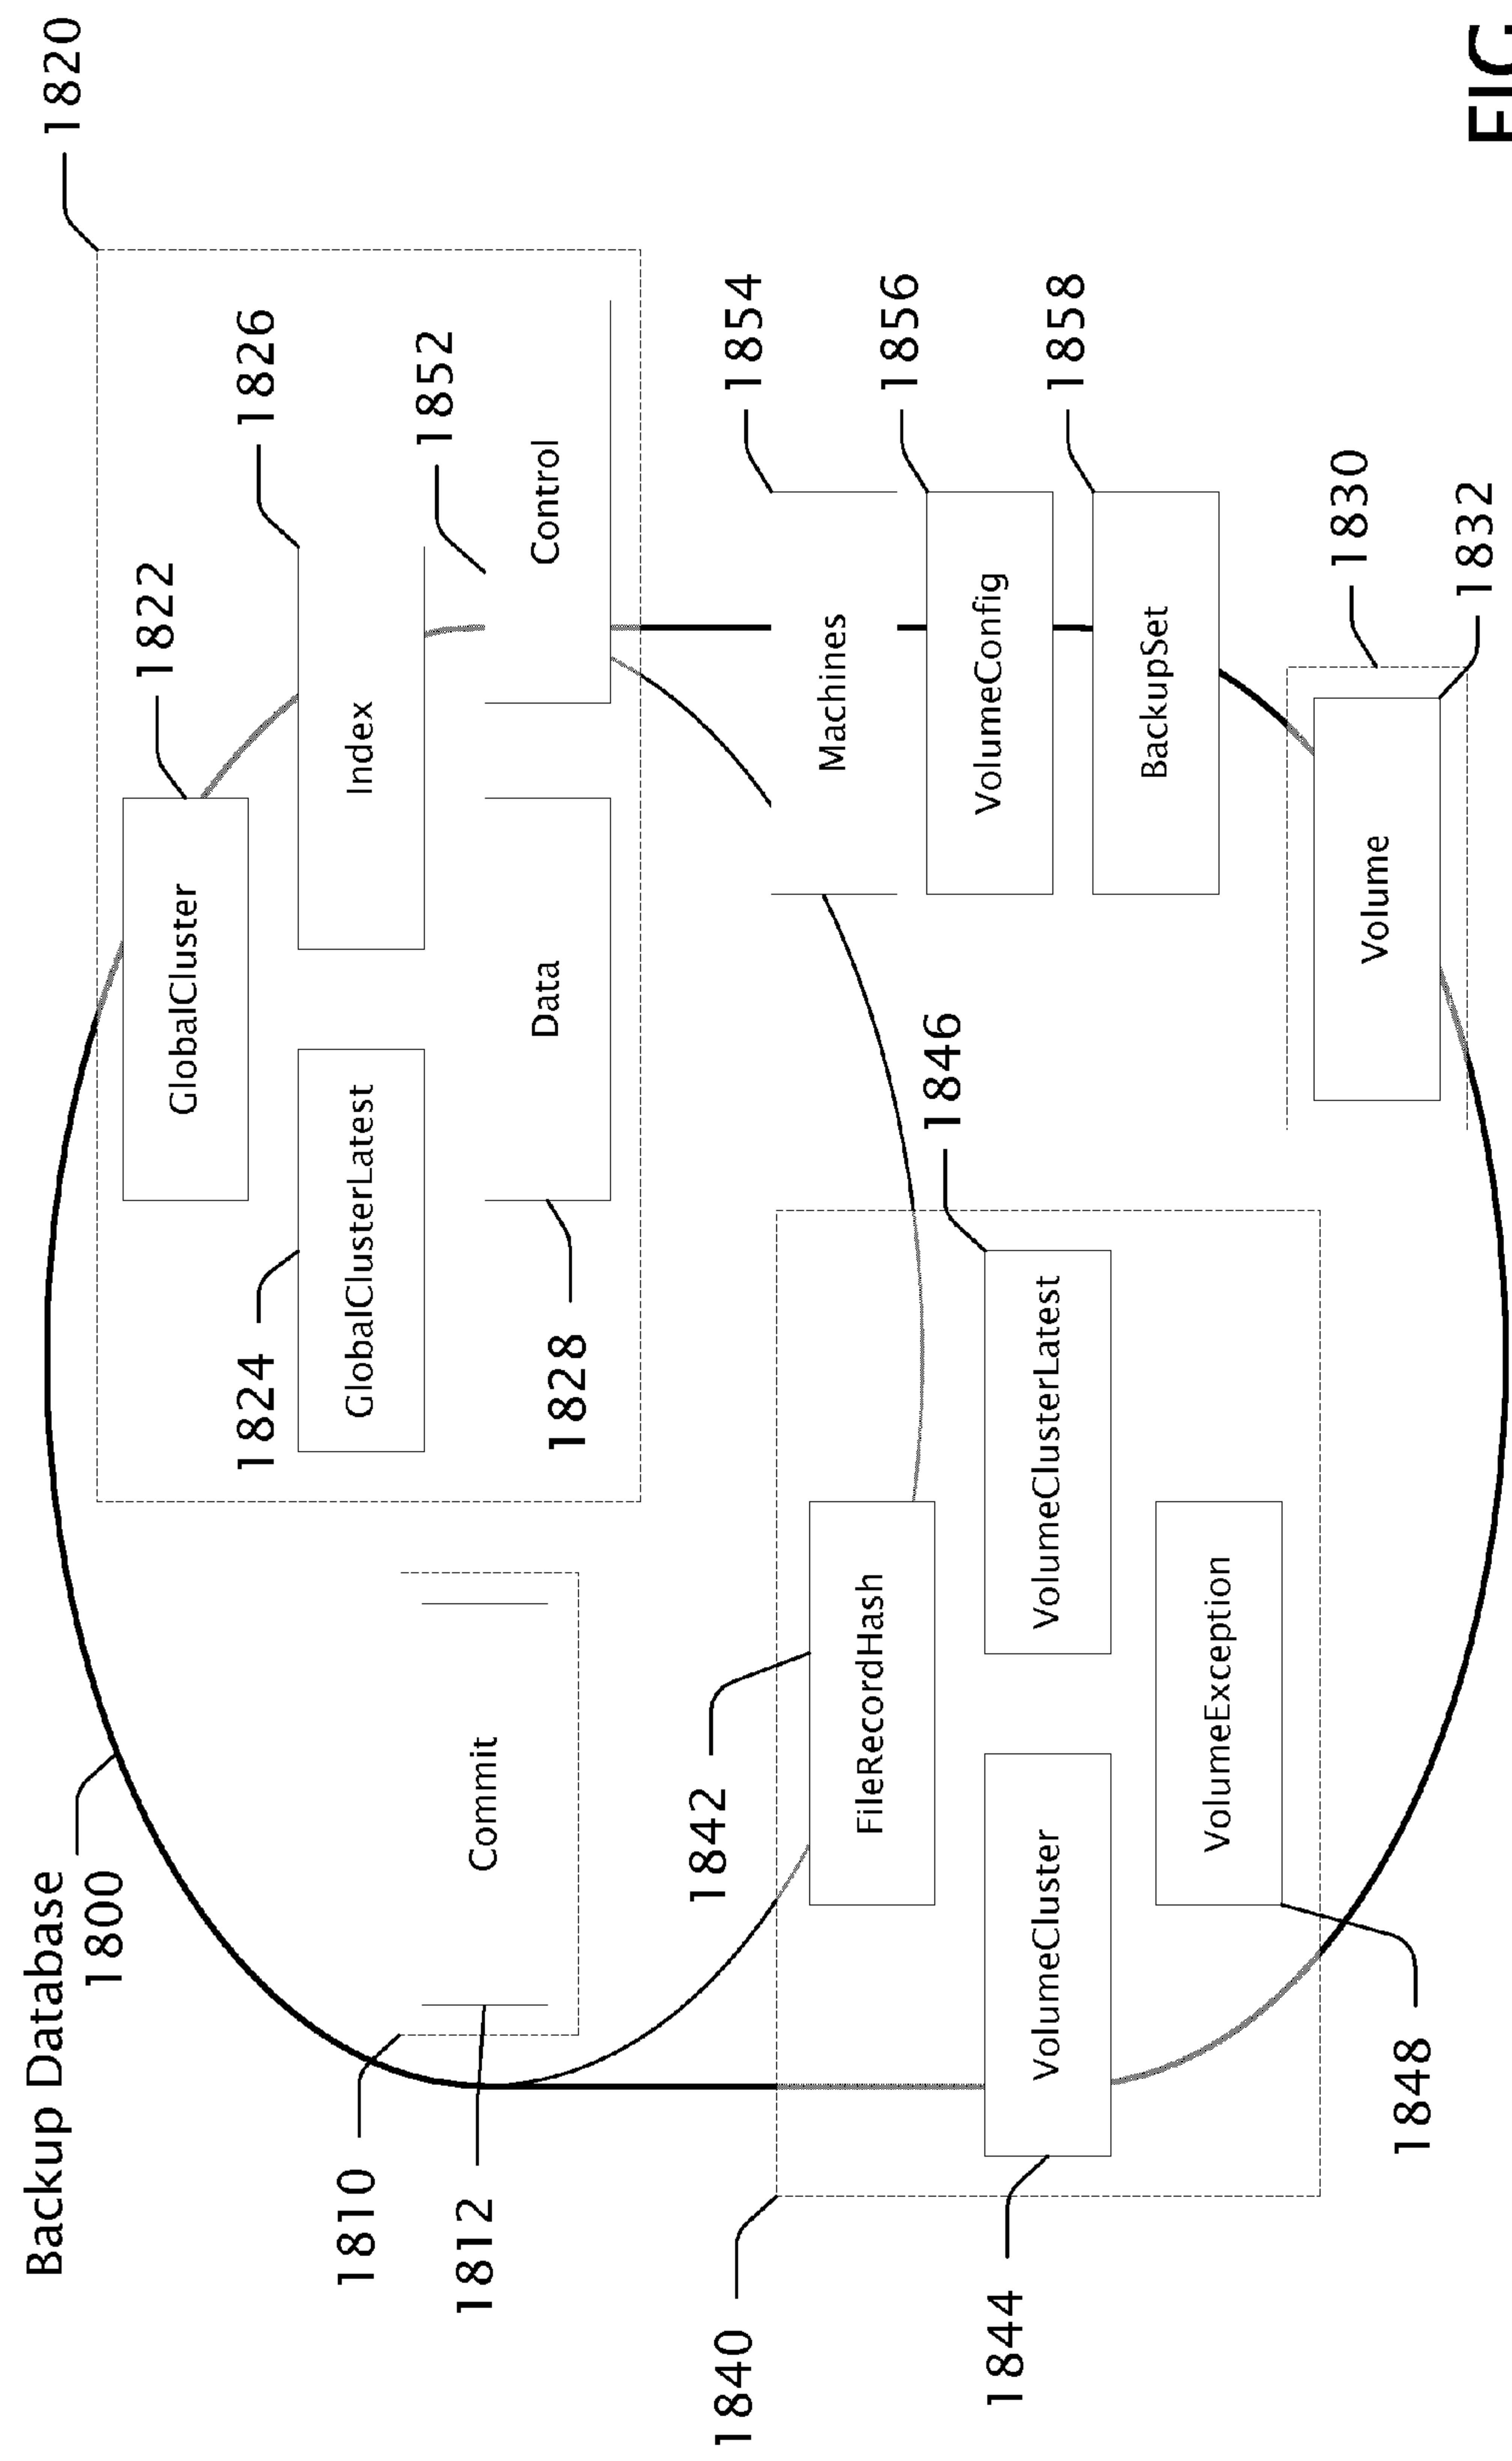 Backup Database
1800
1810
1812
Commit
1820
1822
GlobalCluster
1824
GlobalClusterLatest
1826
Index
1828
Data
1852
Control
1840
1842
FileRecordHash
1844
VolumeCluster
1846
VolumeClusterLatest
1848
VolumeException
1854
Machines
1856
VolumeConfig
1858
BackupSet
1830
1832
Volume
FIG.